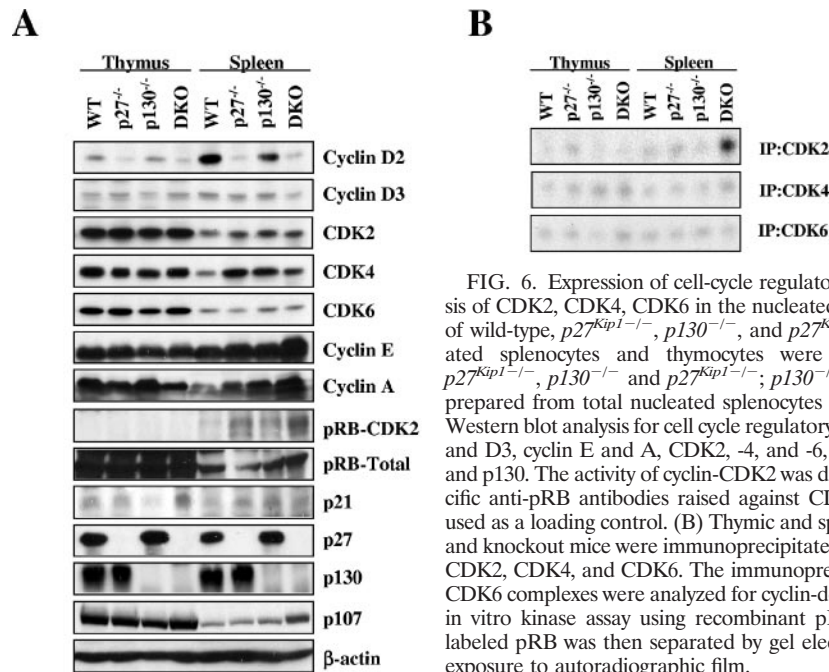 A
Thymus Spleen
WT p27-/- p130-/- DKO WT p27-/- p130-/- DKO
Cyclin D2
Cyclin D3
CDK2
CDK4
CDK6
Cyclin E
Cyclin A
pRB-CDK2
pRB-Total
p21
p27
p130
p107
β-actin
B
Thymus Spleen
WT p27-/- p130-/- DKO WT p27-/- p130-/- DKO
IP:CDK2
IP:CDK4
IP:CDK6
FIG. 6. Expression of cell-cycle regulato
sis of CDK2, CDK4, CDK6 in the nucleated
of wild-type, p27Kip1−/−, p130−/−, and p27K
ated splenocytes and thymocytes were
p27Kip1−/−, p130−/− and p27Kip1−/−; p130−/
prepared from total nucleated splenocytes
Western blot analysis for cell cycle regulatory
and D3, cyclin E and A, CDK2, -4, and -6,
and p130. The activity of cyclin-CDK2 was d
cific anti-pRB antibodies raised against CD
used as a loading control. (B) Thymic and sp
and knockout mice were immunoprecipitate
CDK2, CDK4, and CDK6. The immunopre
CDK6 complexes were analyzed for cyclin-d
in vitro kinase assay using recombinant p
labeled pRB was then separated by gel elec
exposure to autoradiographic film.